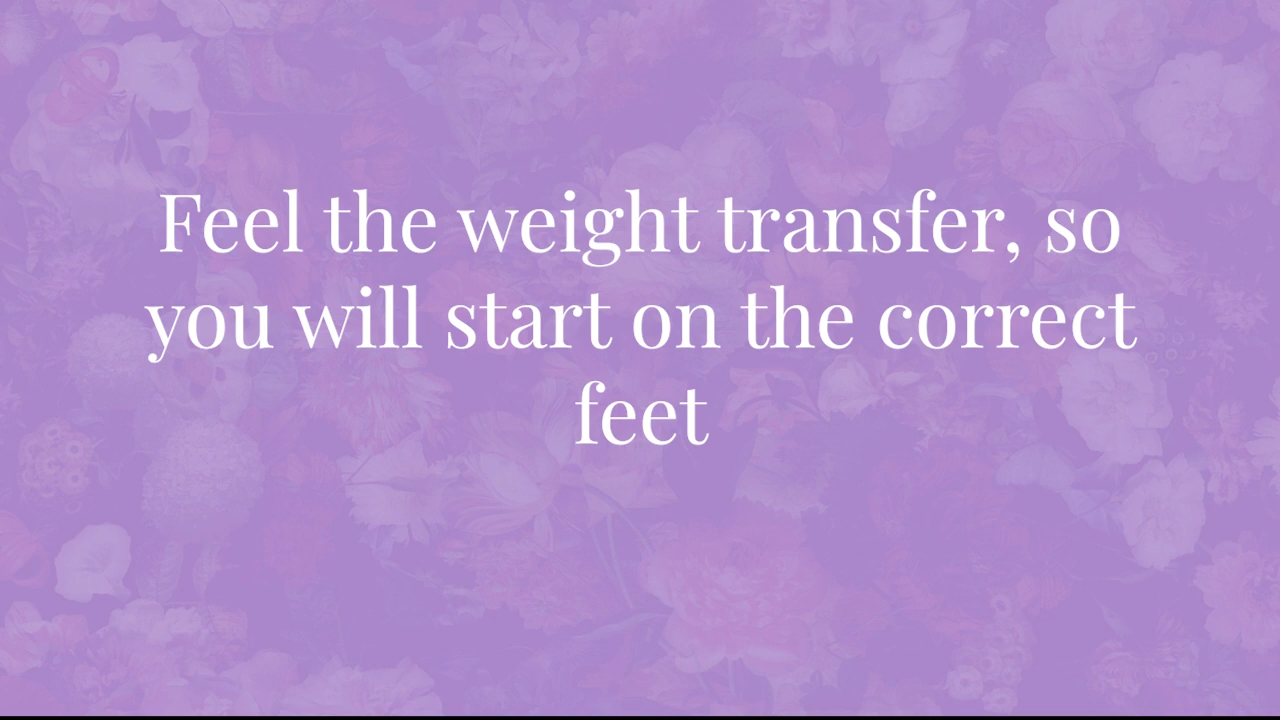 Feel the weight transfer, so
you will start on the correct
feet